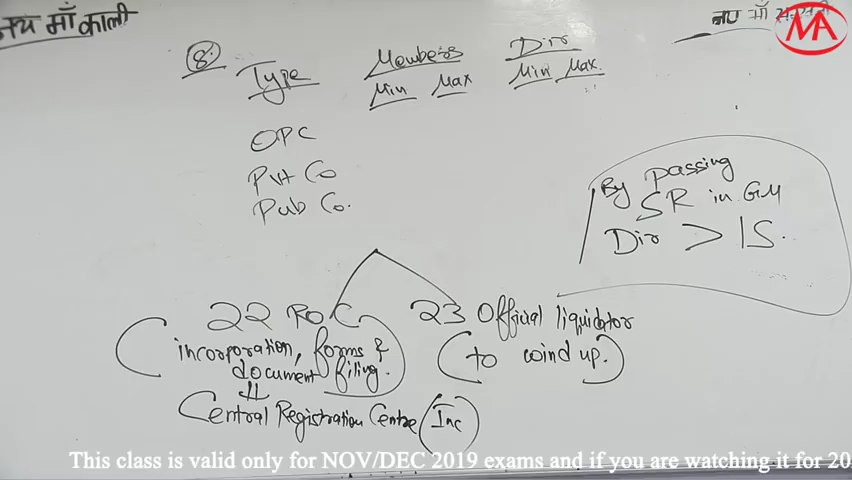 जय माँ काली
जय माँ
MA
8.
Type Members Dir
Min Max Min Max
OPC
Pvt Co
Pub Co.
By passing
SR in GM
Dir > 15.
22 ROC 23 Official liquidator
(incorporation, forms & (to wind up.)
document filing.)
Central Registration Centre (Inc)
This class is valid only for NOV/DEC 2019 exams and if you are watching it for 20